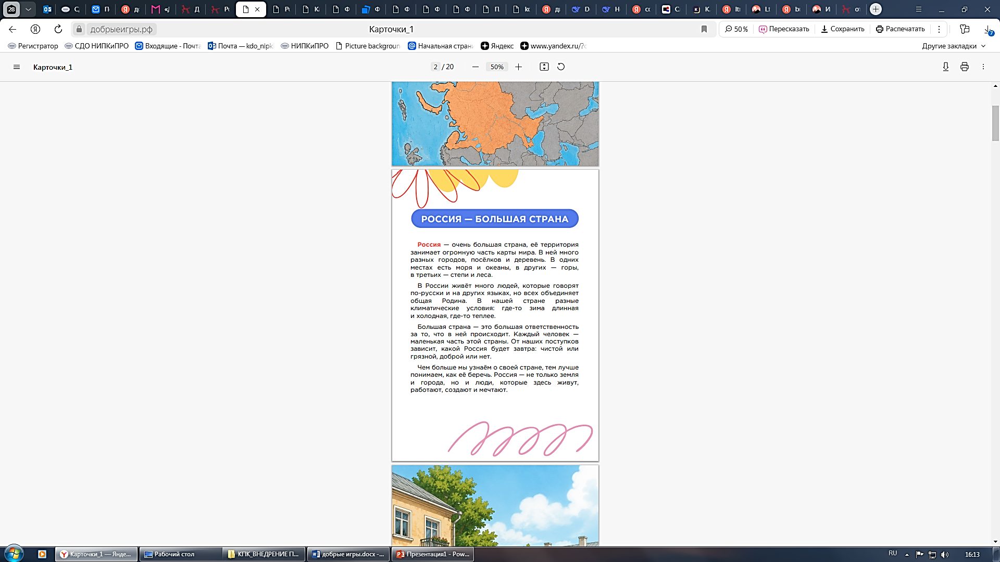 28
добрыеигры.рф
Карточки_1
50%
Пересказать
Сохранить
Распечатать
7
Регистратор
СДО НИПКиПРО
Входящие - Почта
Почта — kdo_nipk
НИПКиПРО
Picture background
Начальная страни
Яндекс
www.yandex.ru/?c
Другие закладки
Карточки_1
2 / 20
50%
РОССИЯ — БОЛЬШАЯ СТРАНА
Россия — очень большая страна, её территория
занимает огромную часть карты мира. В ней много
разных городов, посёлков и деревень. В одних
местах есть моря и океаны, в других — горы,
в третьих — степи и леса.
В России живёт много людей, которые говорят
по-русски и на других языках, но всех объединяет
общая Родина. В нашей стране разные
климатические условия: где-то зима длинная
и холодная, где-то теплее.
Большая страна — это большая ответственность
за то, что в ней происходит. Каждый человек —
маленькая часть этой страны. От наших поступков
зависит, какой Россия будет завтра: чистой или
грязной, доброй или нет.
Чем больше мы узнаём о своей стране, тем лучше
понимаем, как её беречь. Россия — не только земля
и города, но и люди, которые здесь живут,
работают, создают и мечтают.
Карточки_1 — Янде...
Рабочий стол
КПК_ВНЕДРЕНИЕ П...
добрые игры.docx -...
Презентация1 - Pow...
RU
16:13